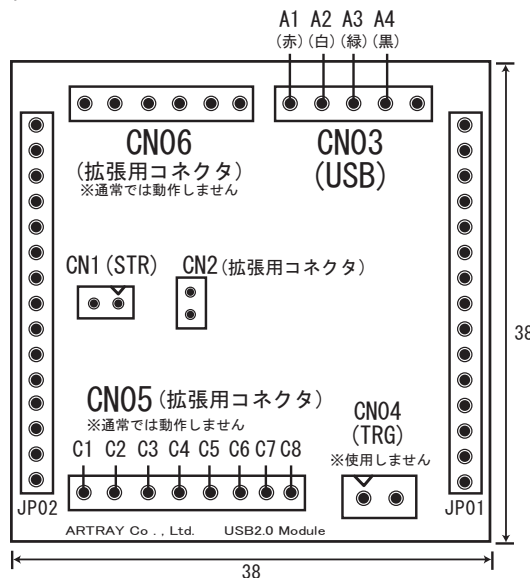 A1 A2 A3 A4
(赤) (白) (緑) (黒)
CN06
(拡張用コネクタ)
※通常では動作しません
CN03
(USB)
CN1 (STR)
CN2 (拡張用コネクタ)
38
CN05 (拡張用コネクタ)
※通常では動作しません
C1 C2 C3 C4 C5 C6 C7 C8
CN04
(TRG)
※使用しません
JP02
JP01
ARTRAY Co ., Ltd. USB2.0 Module
38